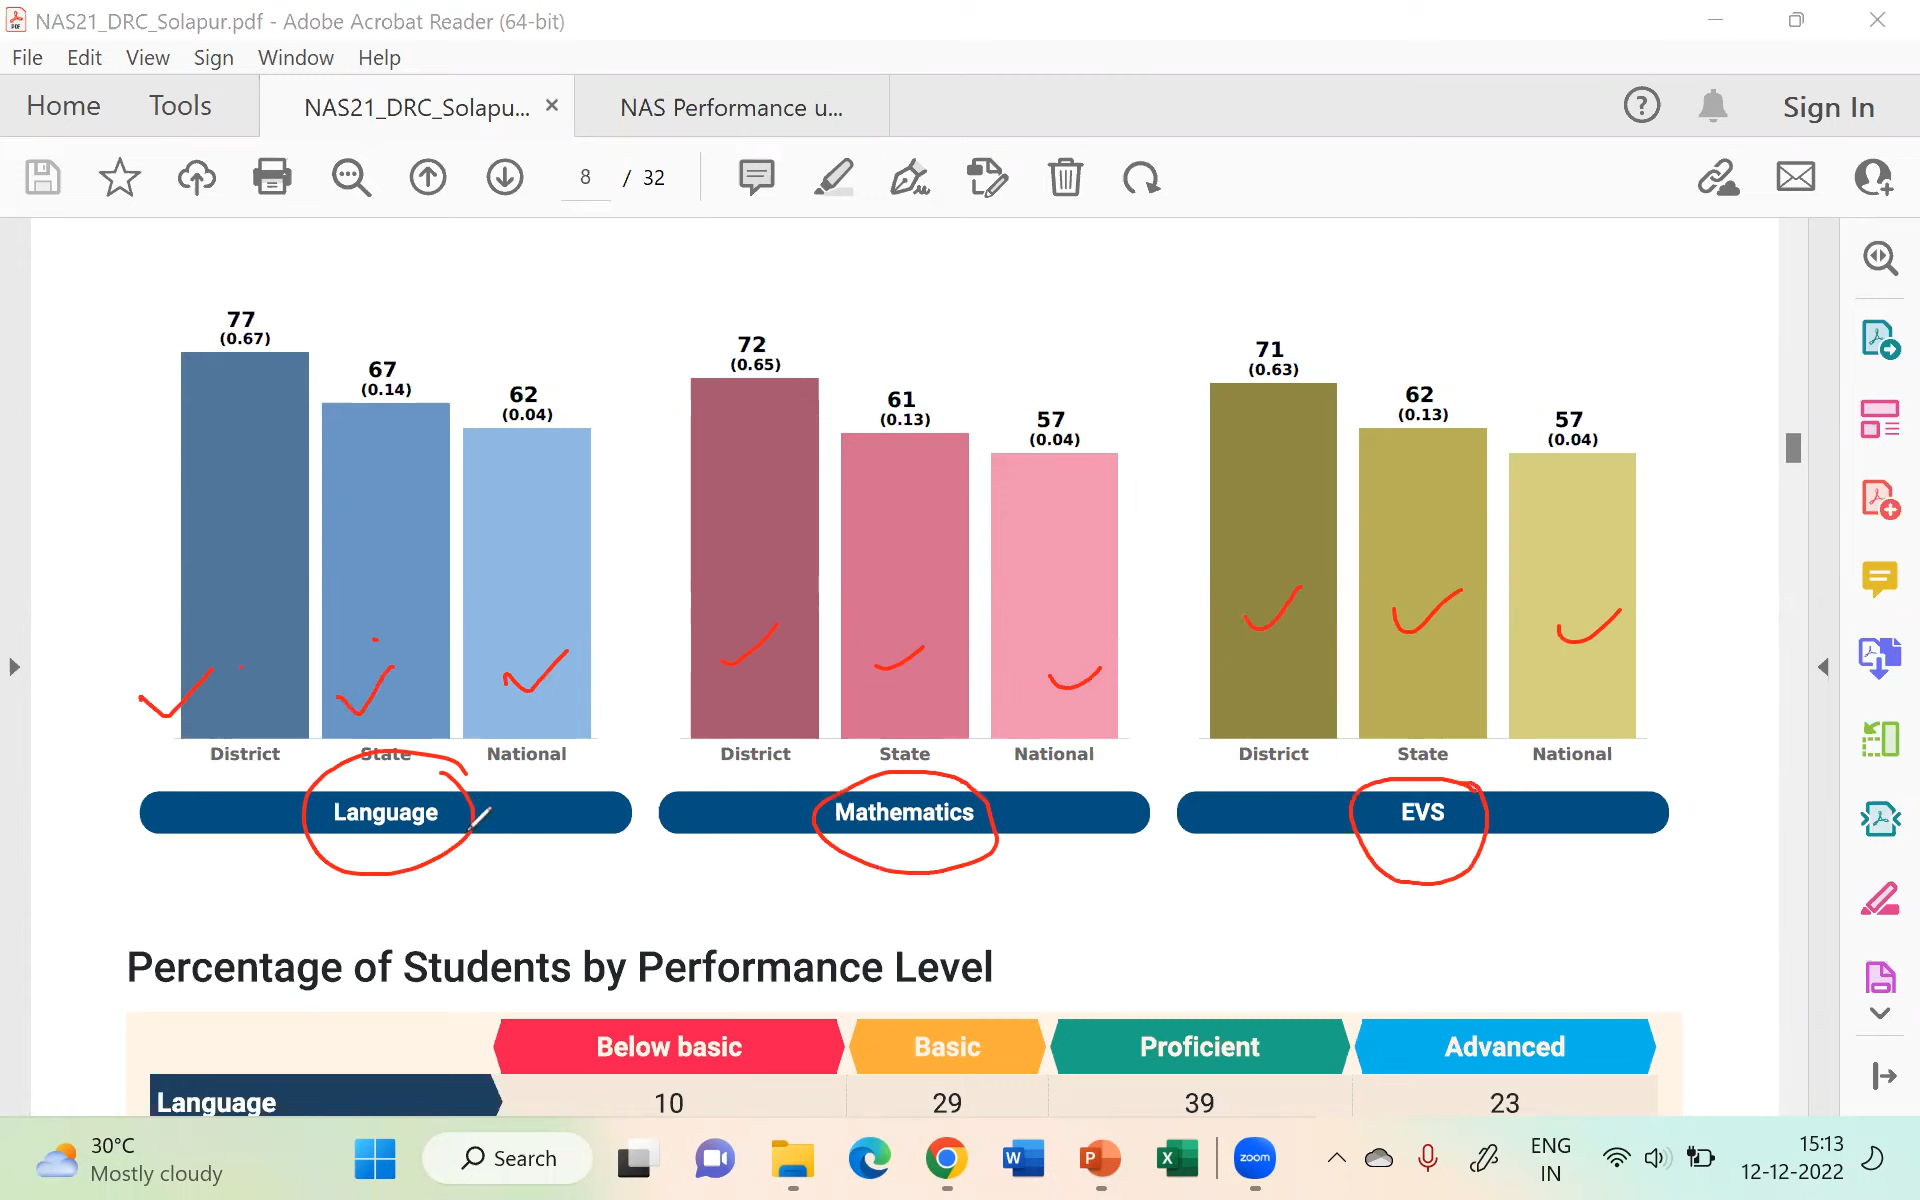 NAS21_DRC_Solapur.pdf - Adobe Acrobat Reader (64-bit)
File Edit View Sign Window Help
Home Tools NAS21_DRC_Solapu... × NAS Performance u... Sign In
8 / 32
77
(0.67)
67
(0.14)
62
(0.04)
District State National
Language
72
(0.65)
61
(0.13)
57
(0.04)
District State National
Mathematics
71
(0.63)
62
(0.13)
57
(0.04)
District State National
EVS
Percentage of Students by Performance Level
Below basic Basic Proficient Advanced
Language 10 29 39 23
30°C
Mostly cloudy
Search
zoom
ENG
IN
15:13
12-12-2022